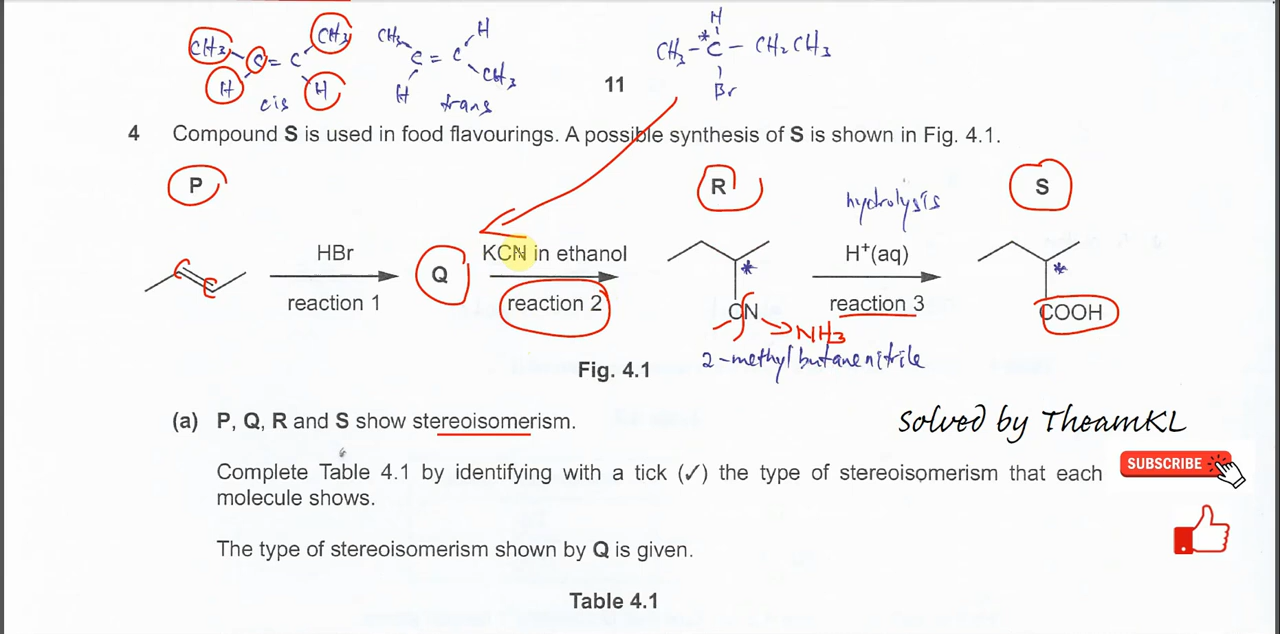 CH3 CH3 CH3 H H
C = C C = C CH3 - *C - CH2CH3
H H H CH3 Br
cis trans
11
4 Compound S is used in food flavourings. A possible synthesis of S is shown in Fig. 4.1.
P R S
hydrolysis
HBr KCN in ethanol H+(aq)
Q * *
reaction 1 reaction 2 reaction 3
CN COOH
NH3
2-methylbutanenitrile
Fig. 4.1
(a) P, Q, R and S show stereoisomerism.
Solved by TheamKL
Complete Table 4.1 by identifying with a tick (✓) the type of stereoisomerism that each
SUBSCRIBE
molecule shows.
The type of stereoisomerism shown by Q is given.
Table 4.1